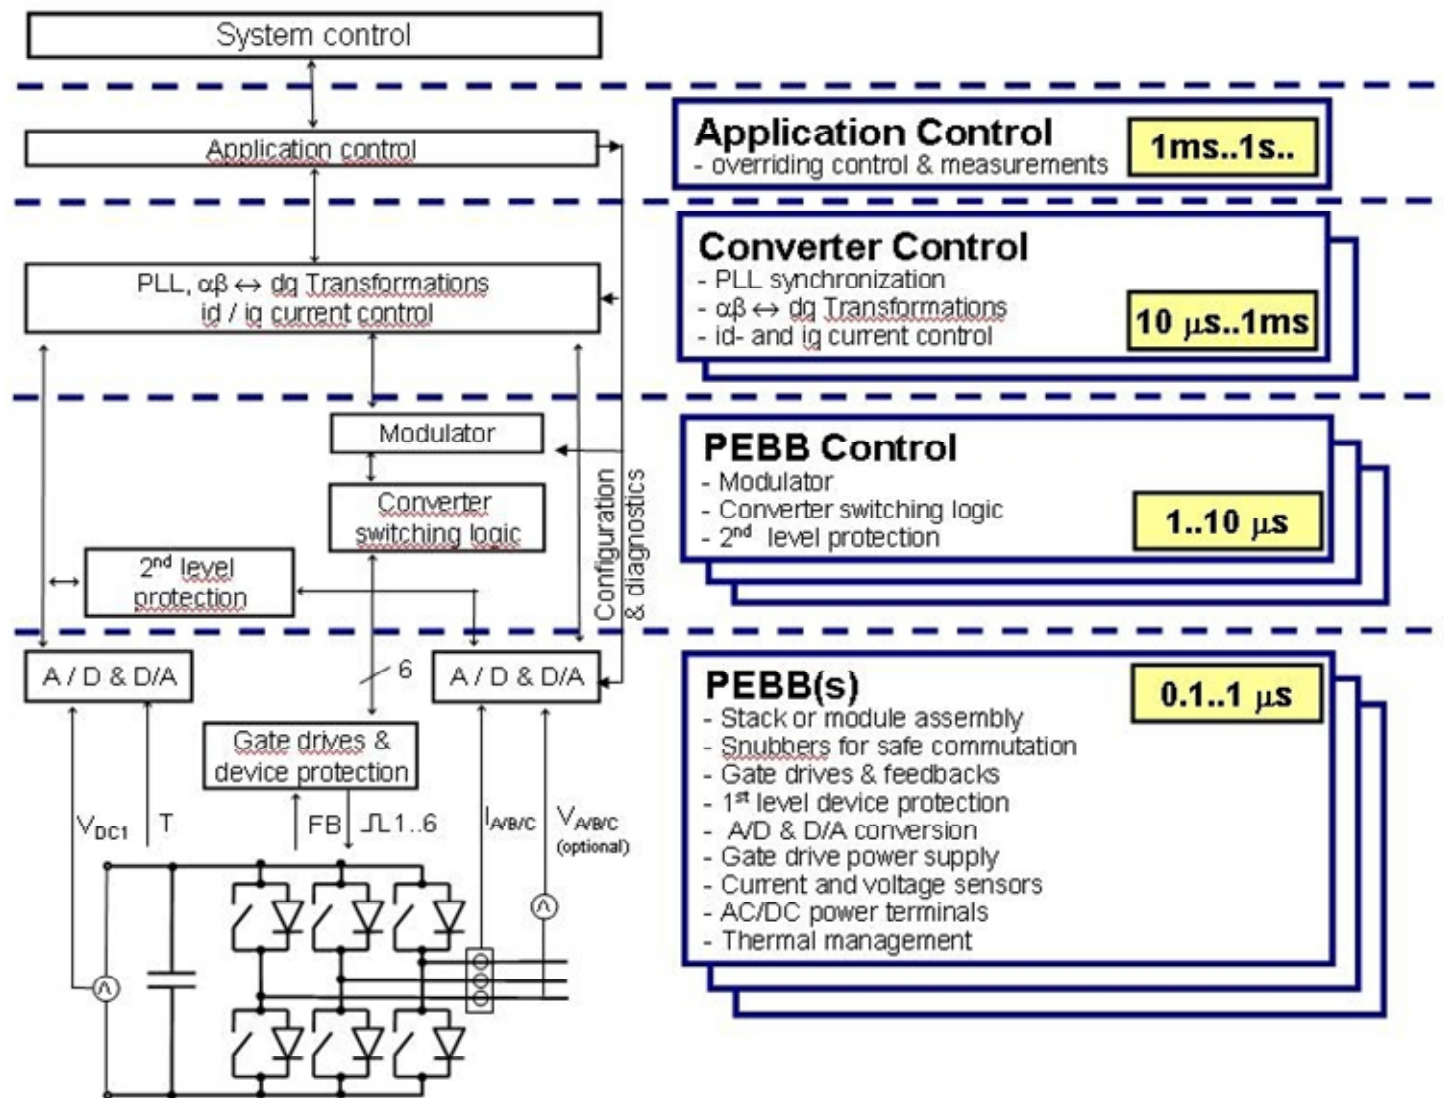 System control
Application control
PLL, αβ ↔ dq Transformations
id / iq current control
Modulator
Converter
switching logic
2nd level
protection
Configuration
& diagnostics
A / D & D/A
6
A / D & D/A
Gate drives &
device protection
VDC1
T
FB
1..6
IA/B/C
VA/B/C
(optional)
Application Control
- overriding control & measurements
1ms..1s..
Converter Control
- PLL synchronization
- αβ ↔ dq Transformations
- id- and iq current control
10 µs..1ms
PEBB Control
- Modulator
- Converter switching logic
- 2nd level protection
1..10 µs
PEBB(s)
- Stack or module assembly
- Snubbers for safe commutation
- Gate drives & feedbacks
- 1st level device protection
- A/D & D/A conversion
- Gate drive power supply
- Current and voltage sensors
- AC/DC power terminals
- Thermal management
0.1..1 µs